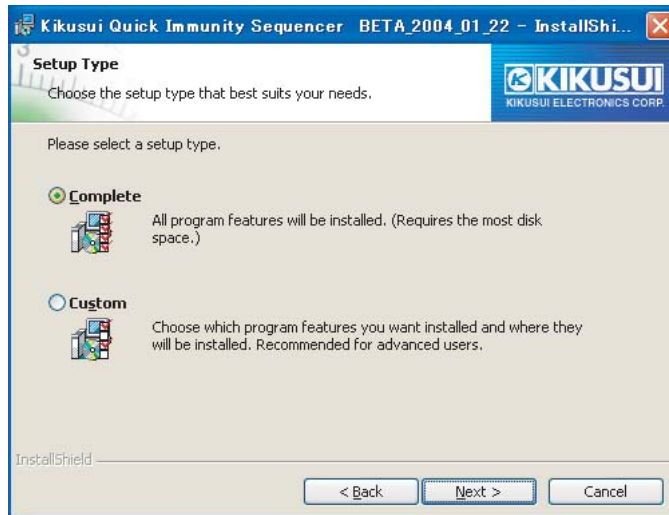 Kikusui Quick Immunity Sequencer BETA_2004_01_22 - InstallShi...
3
Setup Type
Choose the setup type that best suits your needs.
KIKUSUI
KIKUSUI ELECTRONICS CORP.
Please select a setup type.
Complete
All program features will be installed. (Requires the most disk
space.)
Custom
Choose which program features you want installed and where they
will be installed. Recommended for advanced users.
InstallShield
< Back
Next >
Cancel